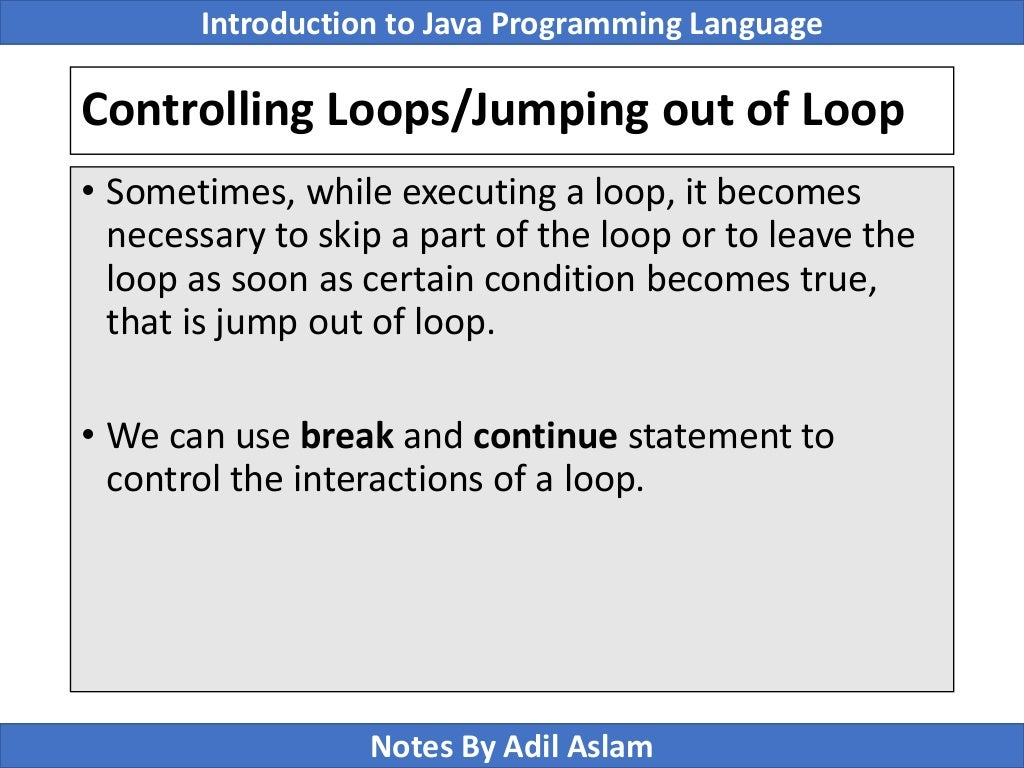 Introduction to Java Programming Language
Controlling Loops/Jumping out of Loop
• Sometimes, while executing a loop, it becomes
necessary to skip a part of the loop or to leave the
loop as soon as certain condition becomes true,
that is jump out of loop.
• We can use break and continue statement to
control the interactions of a loop.
Notes By Adil Aslam